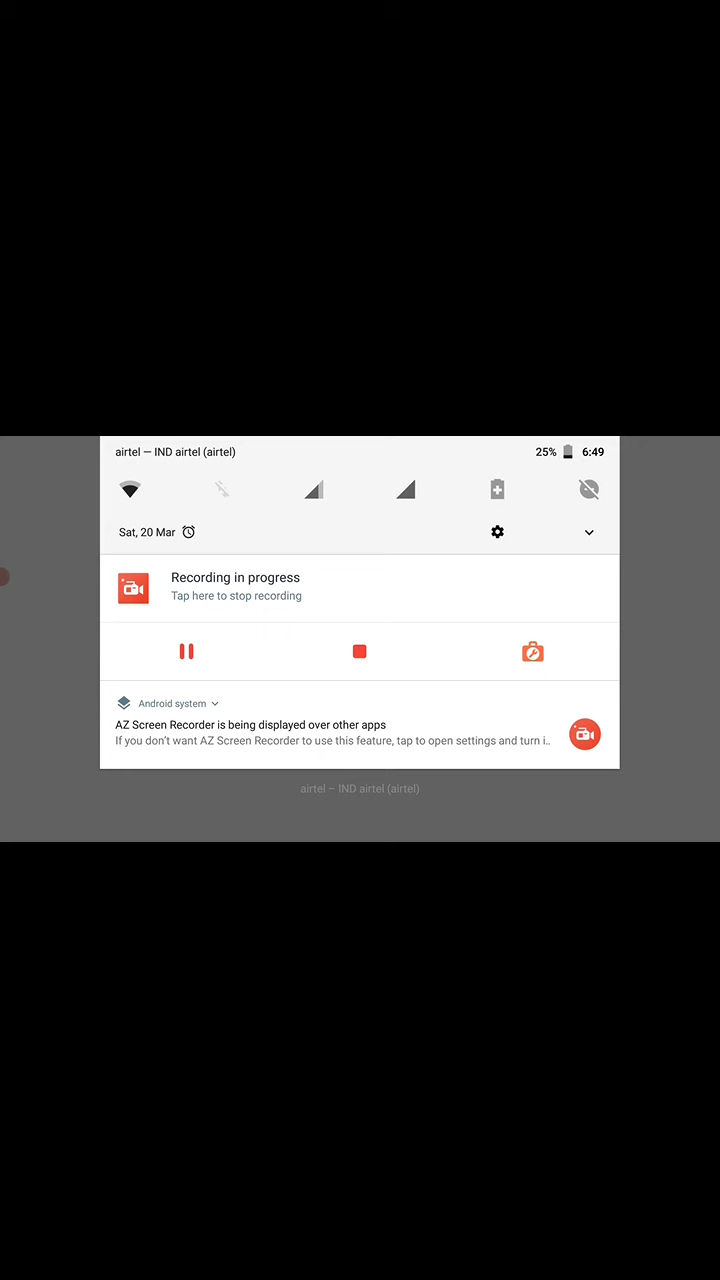 airtel — IND airtel (airtel)
25% 6:49
Sat, 20 Mar
Recording in progress
Tap here to stop recording
Android system
AZ Screen Recorder is being displayed over other apps
If you don't want AZ Screen Recorder to use this feature, tap to open settings and turn i..
airtel – IND airtel (airtel)